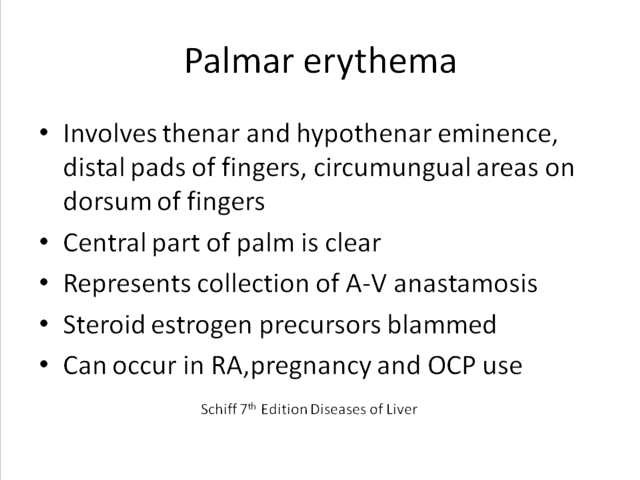 Palmar erythema
• Involves thenar and hypothenar eminence,
distal pads of fingers, circumungual areas on
dorsum of fingers
• Central part of palm is clear
• Represents collection of A-V anastamosis
• Steroid estrogen precursors blammed
• Can occur in RA,pregnancy and OCP use
Schiff 7th Edition Diseases of Liver